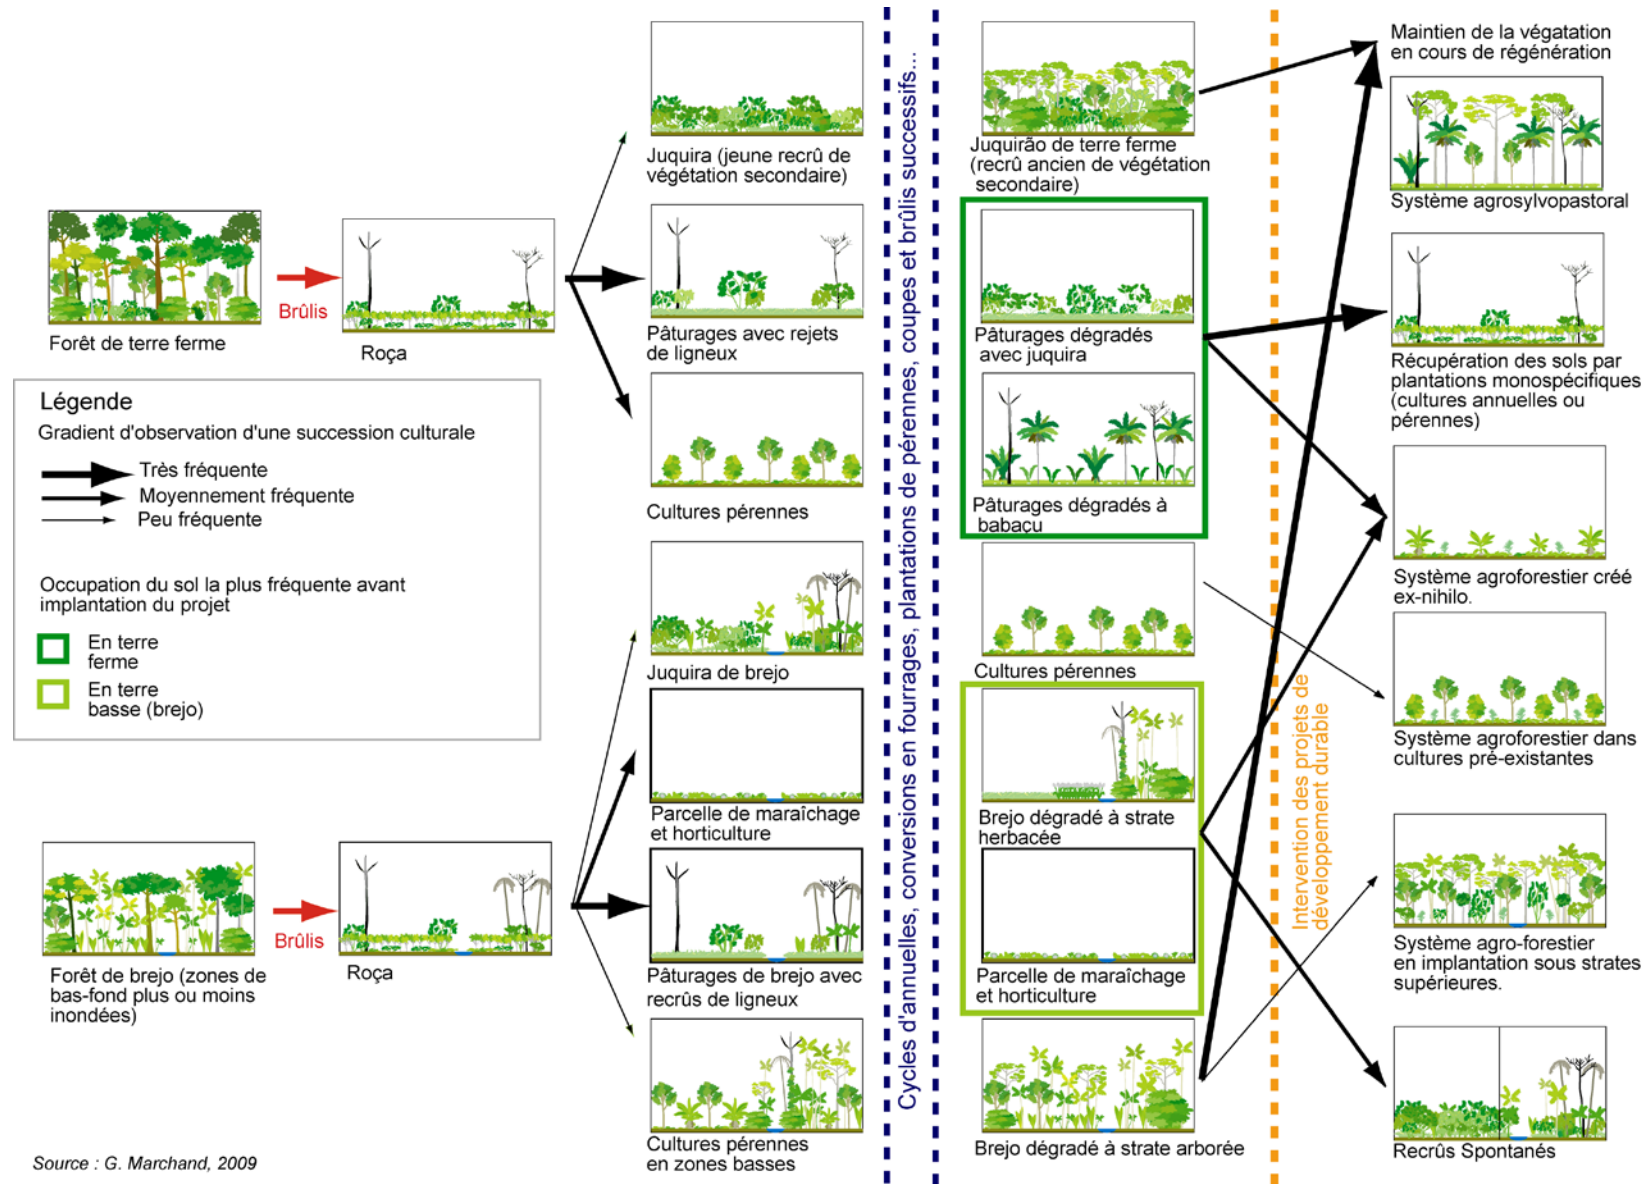 Forêt de terre ferme
Brûlis
Roça
Juquira (jeune recrû de
végétation secondaire)
Pâturages avec rejets
de ligneux
Cultures pérennes
Légende
Gradient d'observation d'une succession culturale
Très fréquente
Moyennement fréquente
Peu fréquente
Occupation du sol la plus fréquente avant
implantation du projet
En terre
ferme
En terre
basse (brejo)
Forêt de brejo (zones de
bas-fond plus ou moins
inondées)
Brûlis
Roça
Juquira de brejo
Parcelle de maraîchage
et horticulture
Pâturages de brejo avec
recrûs de ligneux
Cultures pérennes
en zones basses
Cycles d'annuelles, conversions en fourrages, plantations de pérennes, coupes et brûlis successifs...
Juquirão de terre ferme
(recrû ancien de végétation
secondaire)
Pâturages dégradés
avec juquira
Pâturages dégradés à
babaçu
Cultures pérennes
Brejo dégradé à strate
herbacée
Parcelle de maraîchage
et horticulture
Brejo dégradé à strate arborée
Intervention des projets de
développement durable
Maintien de la végatation
en cours de régénération
Système agrosylvopastoral
Récupération des sols par
plantations monospécifiques
(cultures annuelles ou
pérennes)
Système agroforestier créé
ex-nihilo.
Système agroforestier dans
cultures pré-existantes
Système agro-forestier
en implantation sous strates
supérieures.
Recrûs Spontanés
Source : G. Marchand, 2009